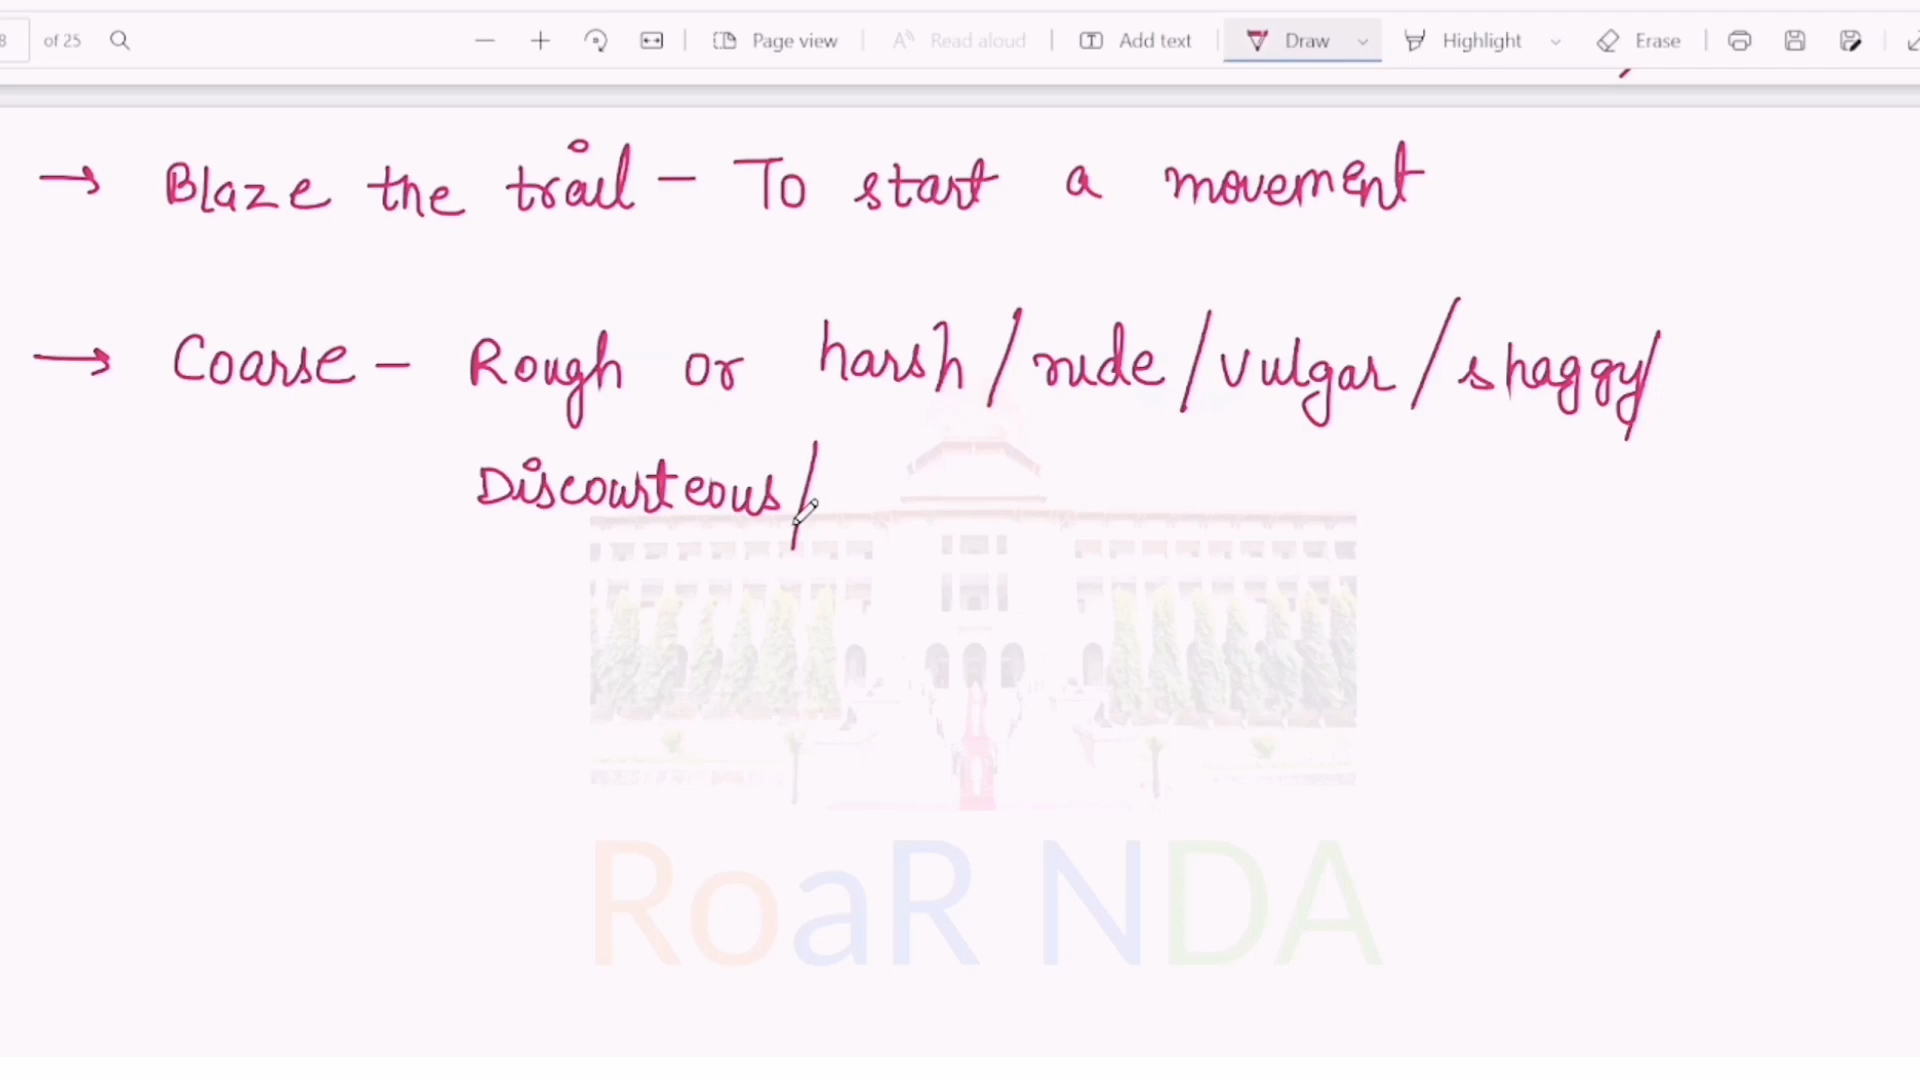 8 of 25 Page view Read aloud Add text Draw Highlight Erase
→ Blaze the trail - To start a movement
→ Coarse - Rough or harsh/rude/vulgar/shaggy/
Discourteous/
RoaR NDA